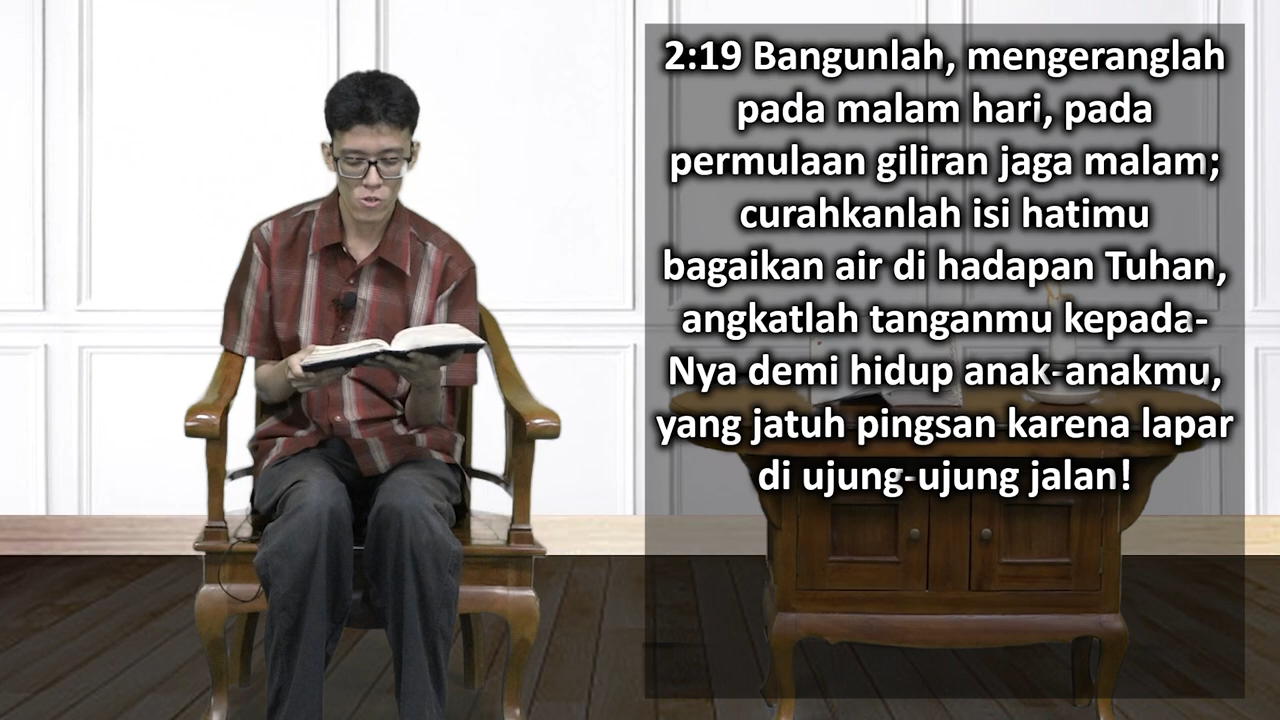 2:19 Bangunlah, mengeranglah
pada malam hari, pada
permulaan giliran jaga malam;
curahkanlah isi hatimu
bagaikan air di hadapan Tuhan,
angkatlah tanganmu kepada-
Nya demi hidup anak-anakmu,
yang jatuh pingsan karena lapar
di ujung-ujung jalan!